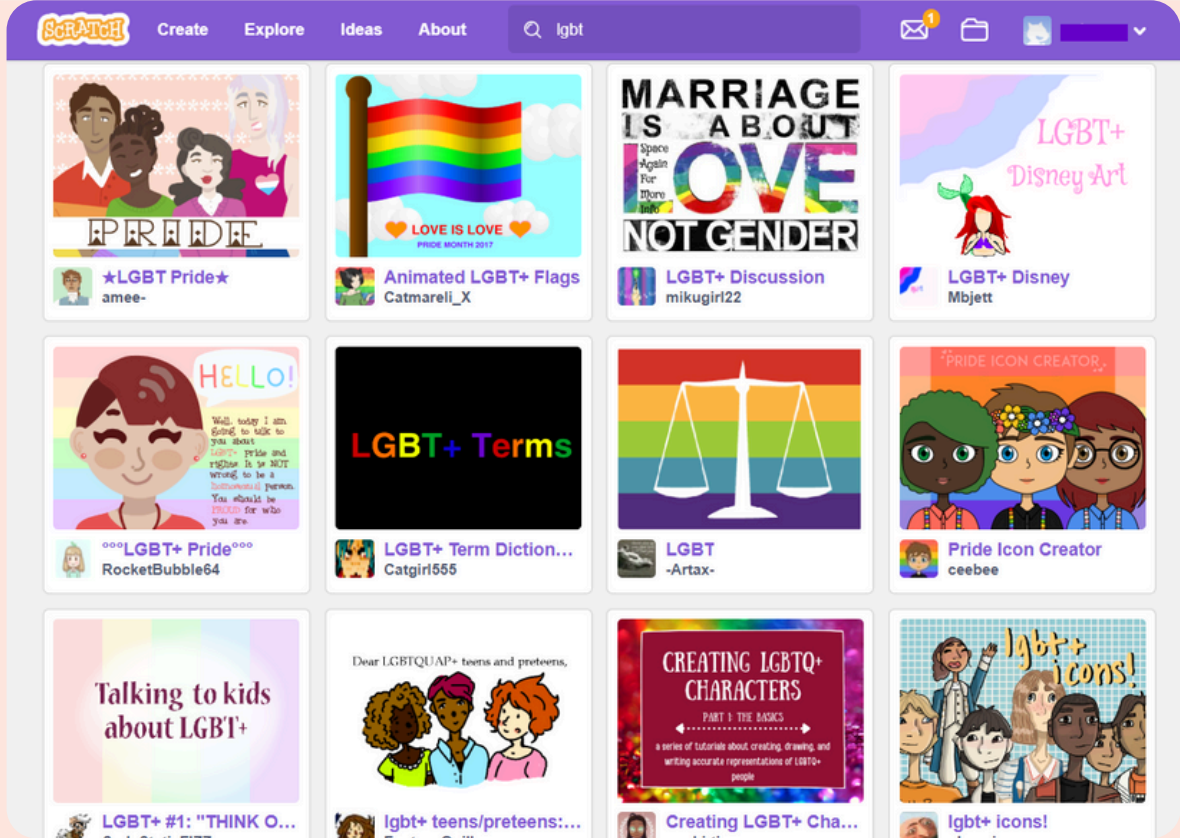 SCRATCH Create Explore Ideas About lgbt 1
PRIDE
★LGBT Pride★
amee-
LOVE IS LOVE
PRIDE MONTH 2017
Animated LGBT+ Flags
Catmareli_X
MARRIAGE
IS ABOUT
LOVE
Space
Again
For
More
Info
NOT GENDER
LGBT+ Discussion
mikugirl22
LGBT+
Disney Art
LGBT+ Disney
Mbjett
HELLO!
Well, today I am
going to talk to
you about
LGBT+ pride and
rights. It is NOT
wrong to be a
homosexual person.
You should be
PROUD for who
you are.
°°°LGBT+ Pride°°°
RocketBubble64
LGBT+ Terms
LGBT+ Term Diction...
Catgirl555
LGBT
-Artax-
PRIDE ICON CREATOR
Pride Icon Creator
ceebee
Talking to kids
about LGBT+
LGBT+ #1: "THINK O...
Dear LGBTQUAP+ teens and preteens,
lgbt+ teens/preteens:...
CREATING LGBTQ+
CHARACTERS
PART 1: THE BASICS
a series of tutorials about creating, drawing, and
writing accurate representations of LGBTQ+
people
Creating LGBT+ Cha...
lgbt+
icons!
lgbt+ icons!